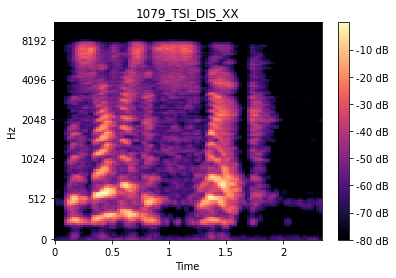 1079_TSI_DIS_XX
8192
4096
2048
1024
512
0
Hz
0
0.5
1
1.5
2
Time
-10 dB
-20 dB
-30 dB
-40 dB
-50 dB
-60 dB
-70 dB
-80 dB